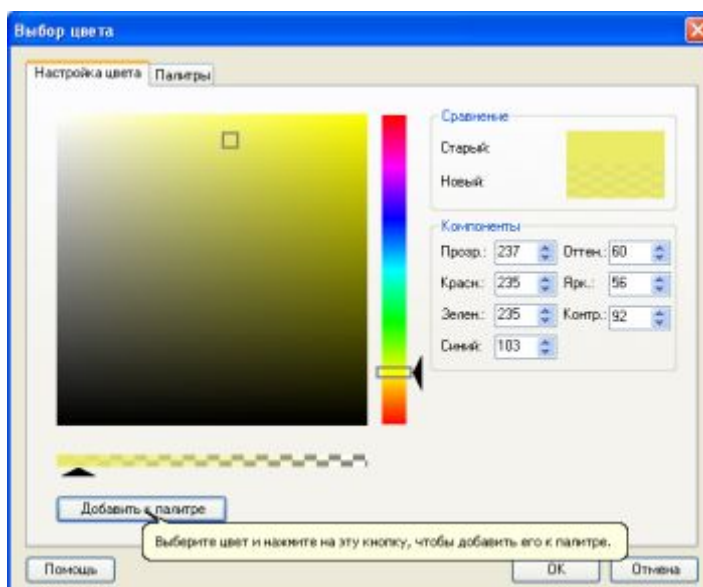 Выбор цвета
Настройка цвета Палитры
Сравнение
Старый:
Новый:
Компоненты
Прозр.: 237 Оттен.: 60
Красн.: 235 Ярк.: 56
Зелен.: 235 Контр.: 92
Синий: 103
Добавить к палитре
Выберите цвет и нажмите на эту кнопку, чтобы добавить его к палитре.
Помощь OK Отмена